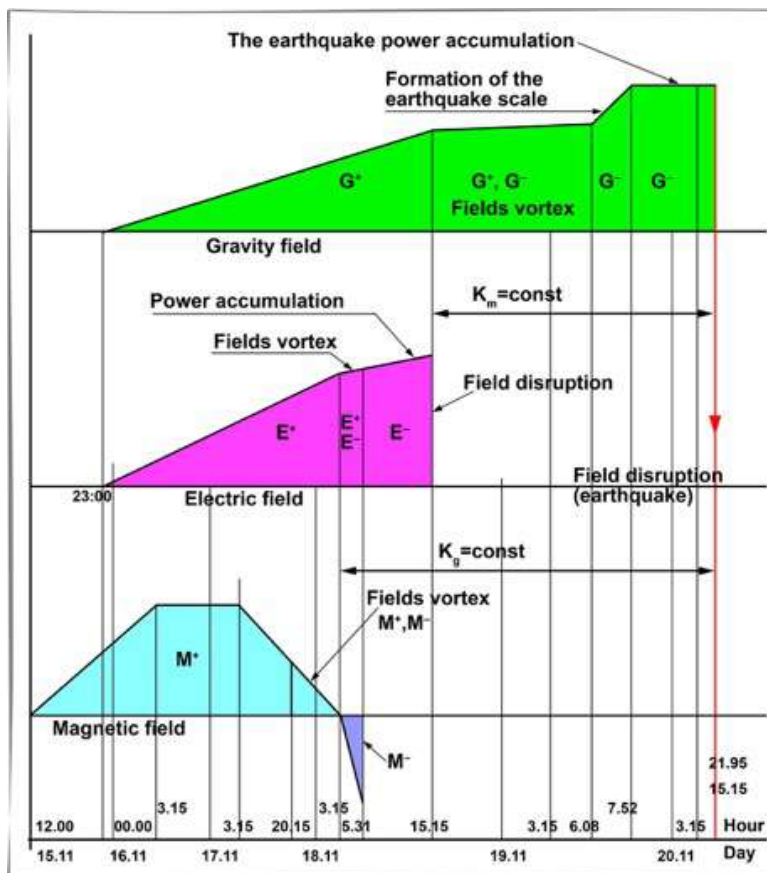 The earthquake power accumulation
Formation of the
earthquake scale
G⁺
G⁺, G⁻
G⁻
G⁻
Fields vortex
Gravity field
Kₘ=const
Power accumulation
Fields vortex
Field disruption
E⁺
E⁺
E⁻
E⁻
23:00
Electric field
Field disruption
(earthquake)
K_g=const
Fields vortex
M⁺,M⁻
M⁺
Magnetic field
M⁻
21.95
15.15
3.15
3.15
7.52
12.00
00.00
3.15
20.15
5.31
15.15
3.15
6.08
3.15
Hour
15.11
16.11
17.11
18.11
19.11
20.11
Day